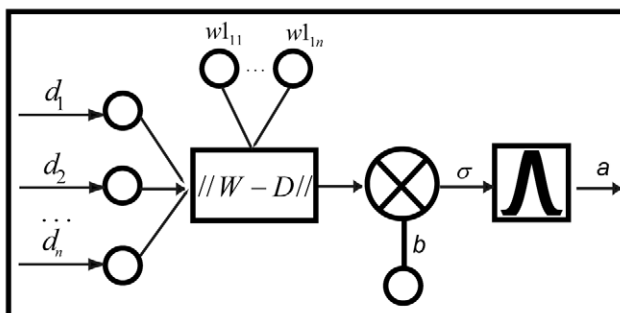 w1₁₁ ... w1₁ₙ
d₁
d₂
...
dₙ
//W – D//
σ
a
b